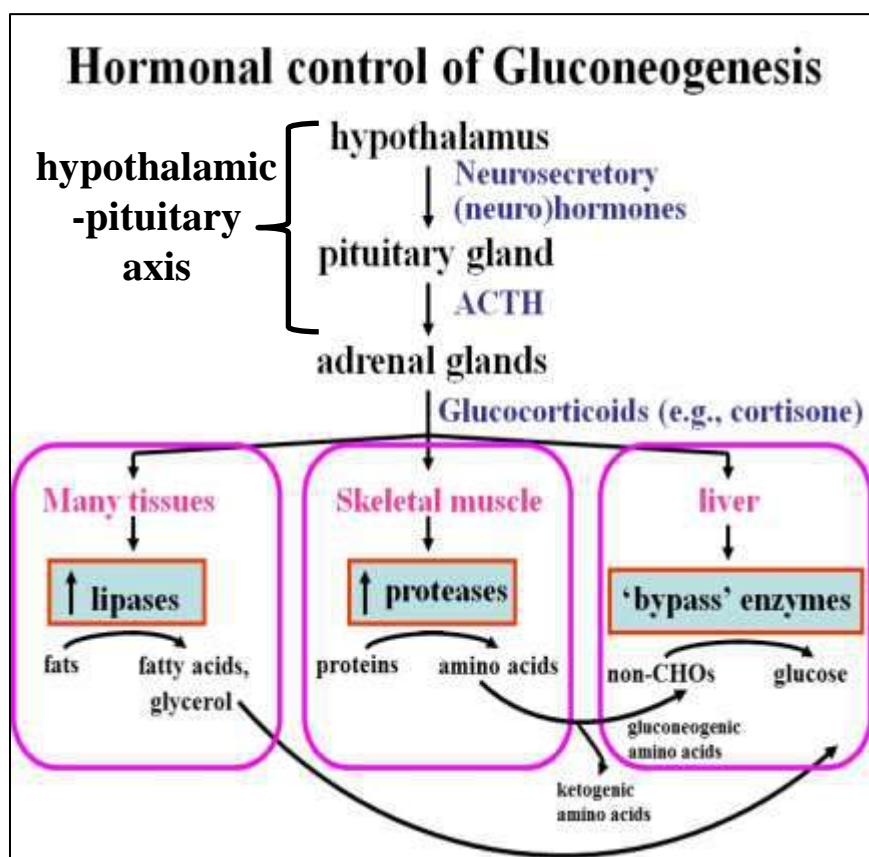 Hormonal control of Gluconeogenesis
hypothalamic
-pituitary
axis
hypothalamus
Neurosecretory
(neuro)hormones
pituitary gland
ACTH
adrenal glands
Glucocorticoids (e.g., cortisone)
Many tissues
lipases
fats
fatty acids,
glycerol
Skeletal muscle
proteases
proteins
amino acids
liver
‘bypass’ enzymes
non-CHOs
glucose
gluconeogenic
amino acids
ketogenic
amino acids